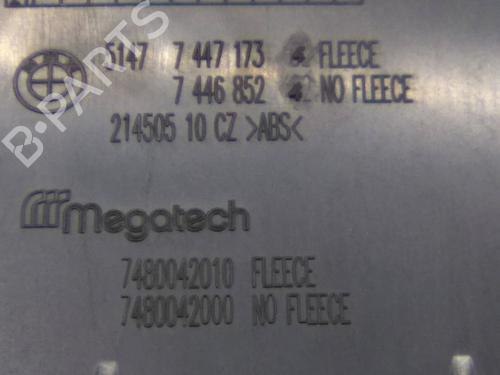 5147 7 447 173 FLEECE
7 446 852 NO FLEECE
214505 10 CZ >ABS<
Megatech
7480042010 FLEECE
7480042000 NO FLEECE
B-PARTS